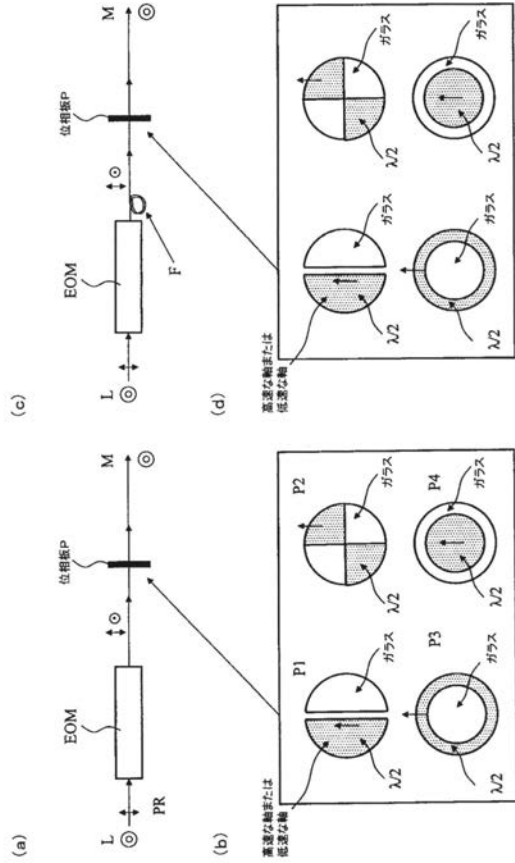 (a)
L
PR
EOM
位相板P
M
(b)
高速な軸または
低速な軸
P1
λ/2
ガラス
P2
λ/2
ガラス
P3
λ/2
ガラス
P4
λ/2
ガラス
(c)
L
EOM
F
位相板P
M
(d)
高速な軸または
低速な軸
λ/2
ガラス
λ/2
ガラス
λ/2
ガラス
λ/2
ガラス